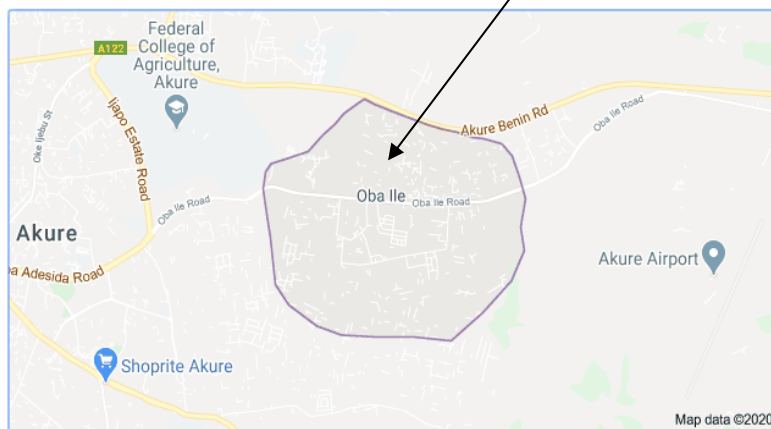 Federal
College of
Agriculture,
Akure
A122
Akure Benin Rd
Oba Ile Road
Oke Ijebu St
Ijapo Estate Road
Oba Ile
Oba Ile Road
Oba Ile Road
Akure
a Adesida Road
Akure Airport
Shoprite Akure
Map data ©2020